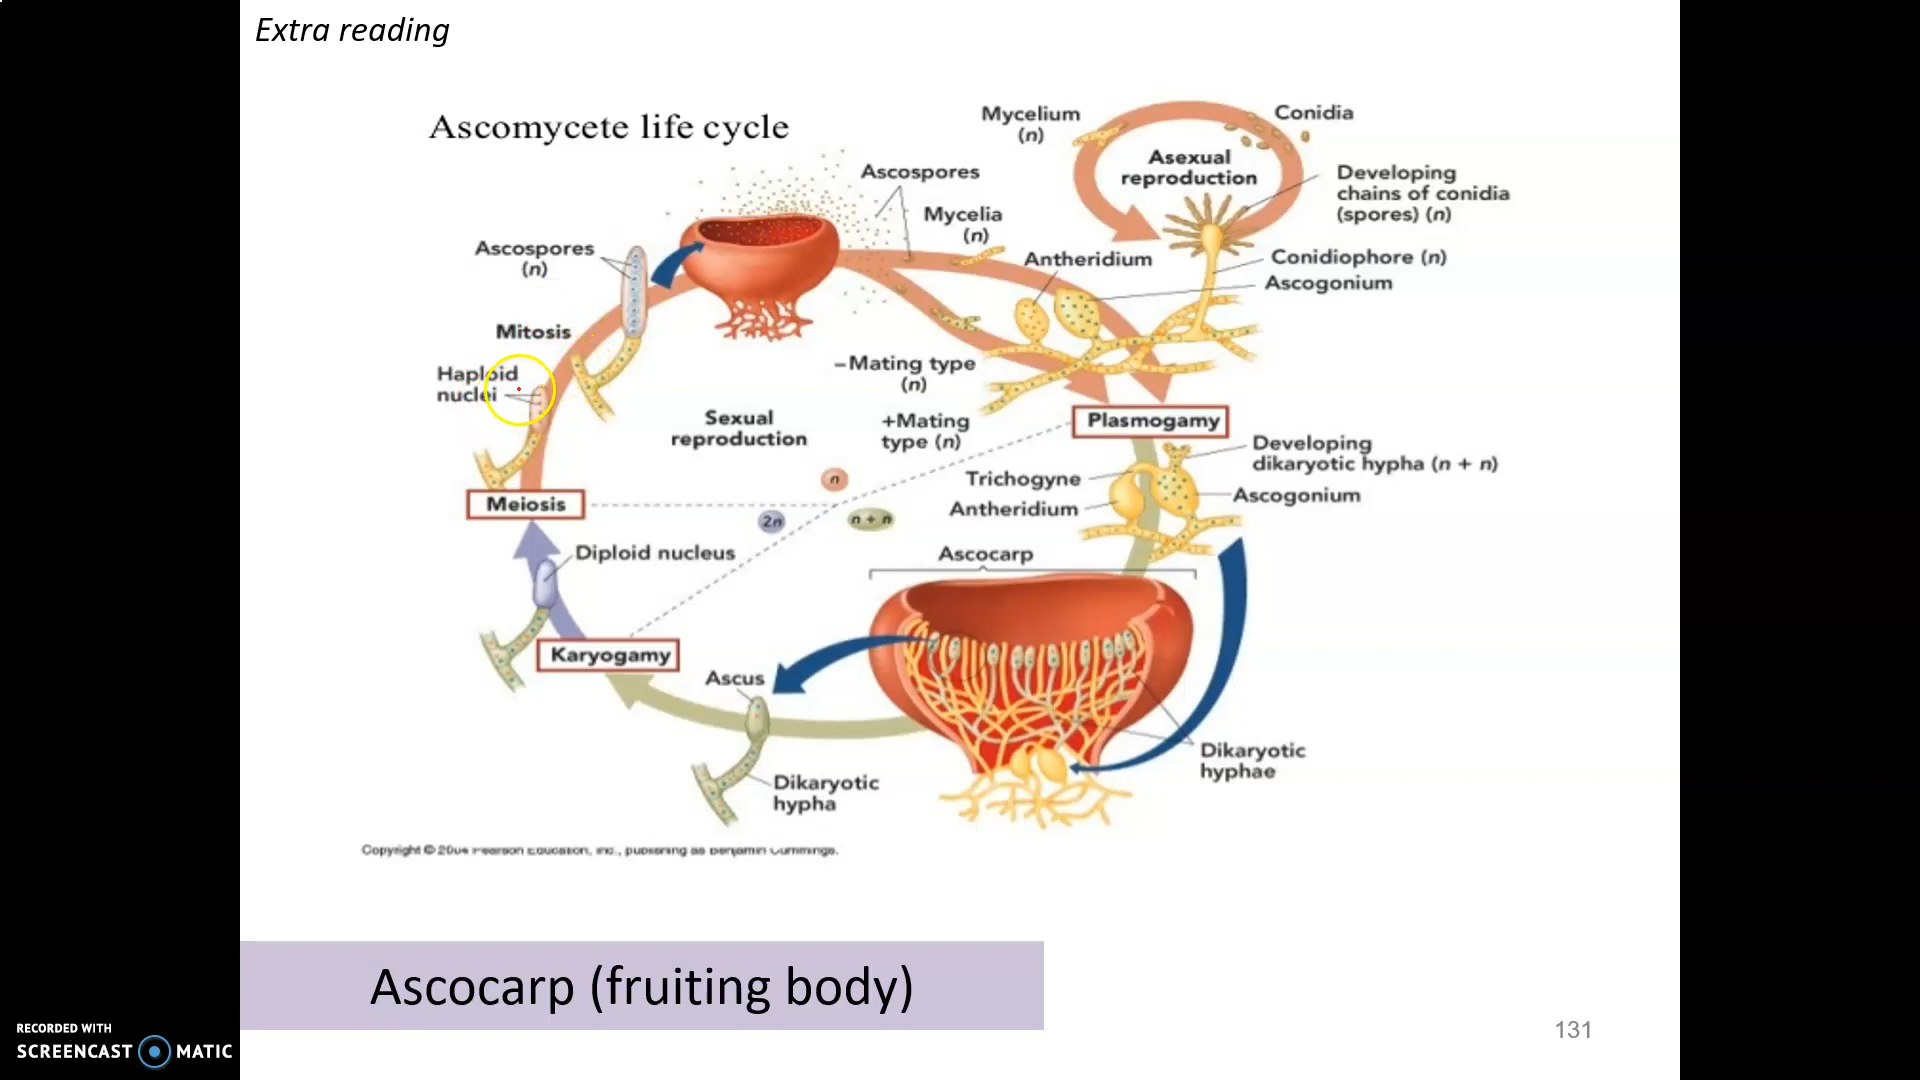 Extra reading
Ascomycete life cycle
Mycelium
(n)
Conidia
Asexual
reproduction
Developing
chains of conidia
(spores) (n)
Ascospores
Mycelia
(n)
Antheridium
Conidiophore (n)
Ascogonium
Ascospores
(n)
Mitosis
Haploid
nuclei
–Mating type
(n)
Sexual
reproduction
+Mating
type (n)
Plasmogamy
Developing
dikaryotic hypha (n + n)
Trichogyne
Ascogonium
Antheridium
n
Meiosis
2n
n + n
Diploid nucleus
Ascocarp
Karyogamy
Ascus
Dikaryotic
hyphae
Dikaryotic
hypha
Copyright © 2004 Pearson Education, Inc., publishing as Benjamin Cummings.
Ascocarp (fruiting body)
131
RECORDED WITH
SCREENCAST MATIC